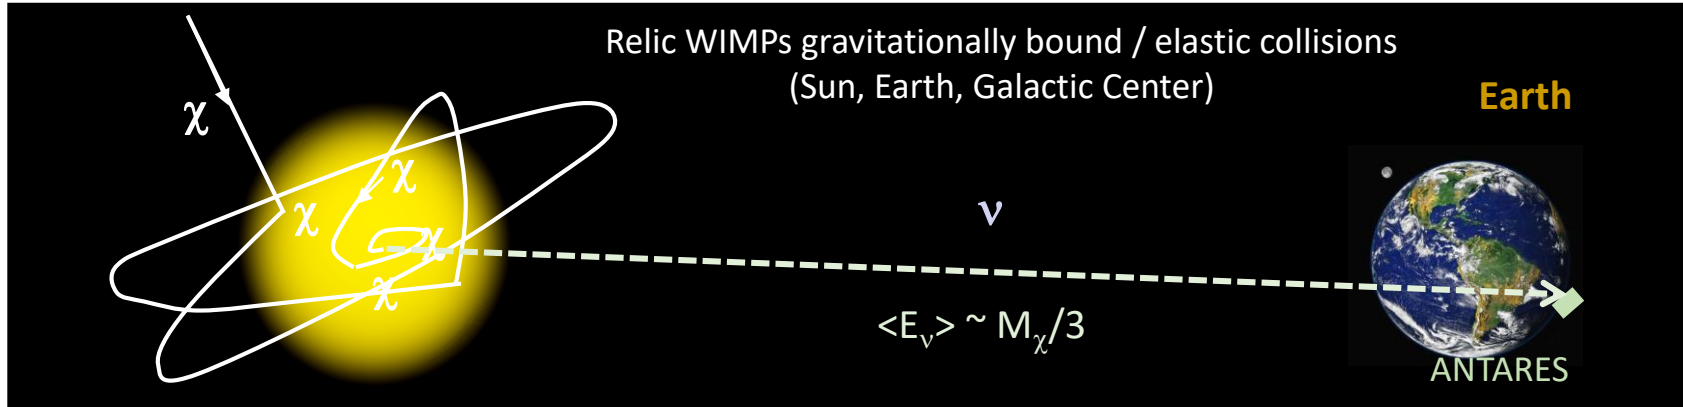 Relic WIMPs gravitationally bound / elastic collisions
(Sun, Earth, Galactic Center)
Earth
χ
χ
χ
χ
χ
ν
<Eν> ~ Mχ/3
ANTARES